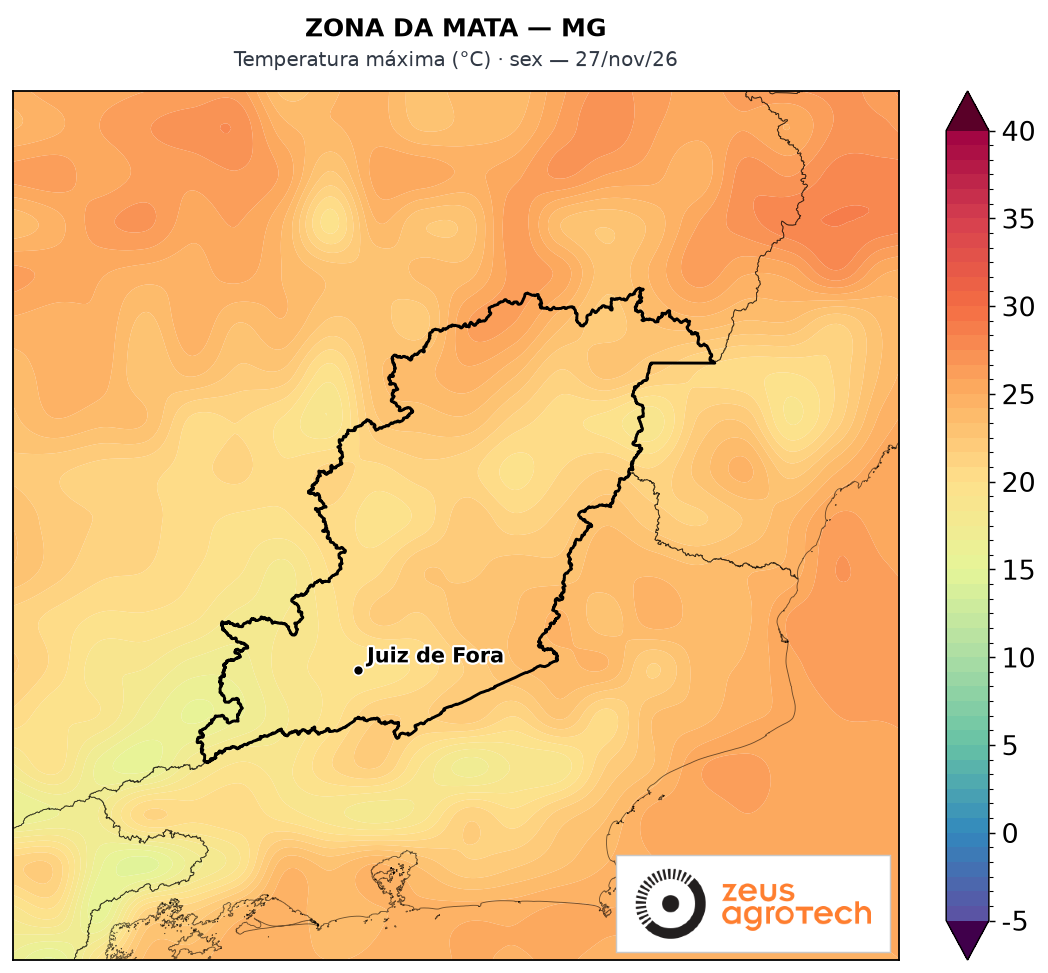 ZONA DA MATA — MG
Temperatura máxima (°C) · sex — 27/nov/26
40
35
30
25
20
15
10
5
0
-5
Juiz de Fora
zeus
agrotech